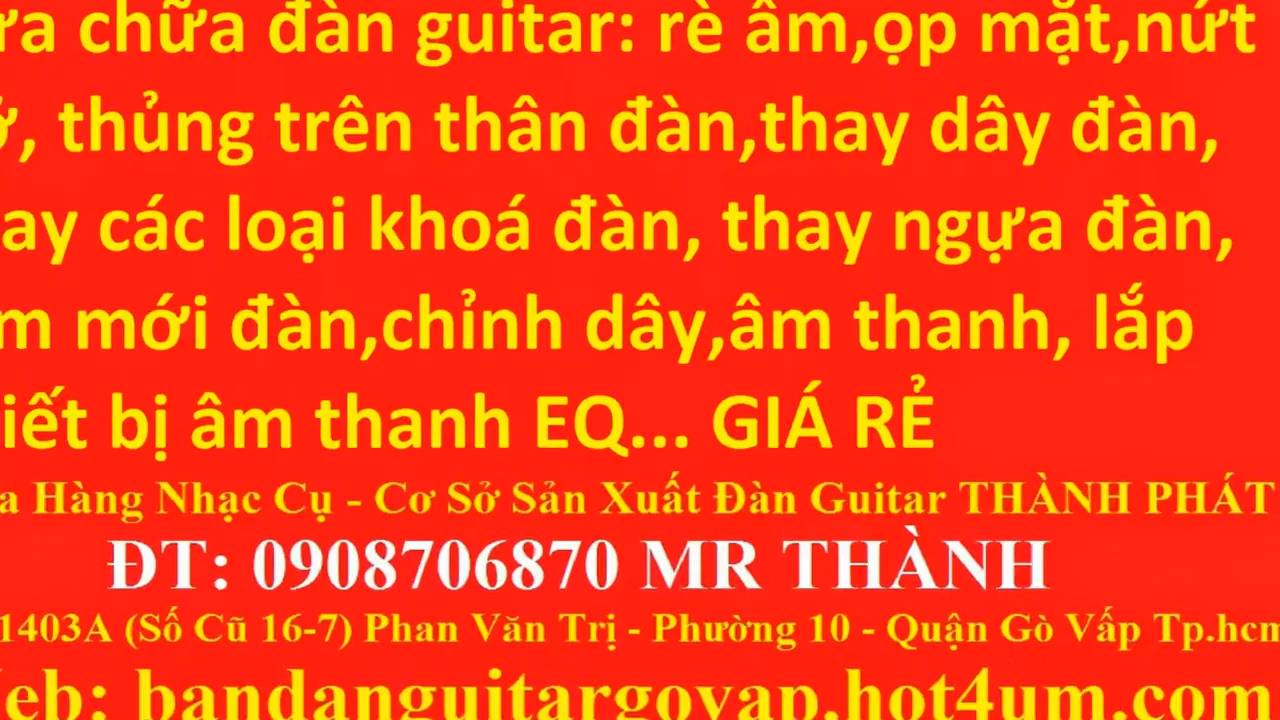 ưa chữa đàn guitar: rè âm,ọp mặt,nứt
, thủng trên thân đàn,thay dây đàn,
ay các loại khoá đàn, thay ngựa đàn,
m mới đàn,chỉnh dây,âm thanh, lắp
iết bị âm thanh EQ... GIÁ RẺ
a Hàng Nhạc Cụ - Cơ Sở Sản Xuất Đàn Guitar THÀNH PHÁT
ĐT: 0908706870 MR THÀNH
1403A (Số Cũ 16-7) Phan Văn Trị - Phường 10 - Quận Gò Vấp Tp.hcm
eb: bandanguitargovap.hot4um.com